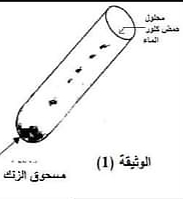 محلول
حمض كلور
الماء
الوثيقة (1)
مسحوق الزنك